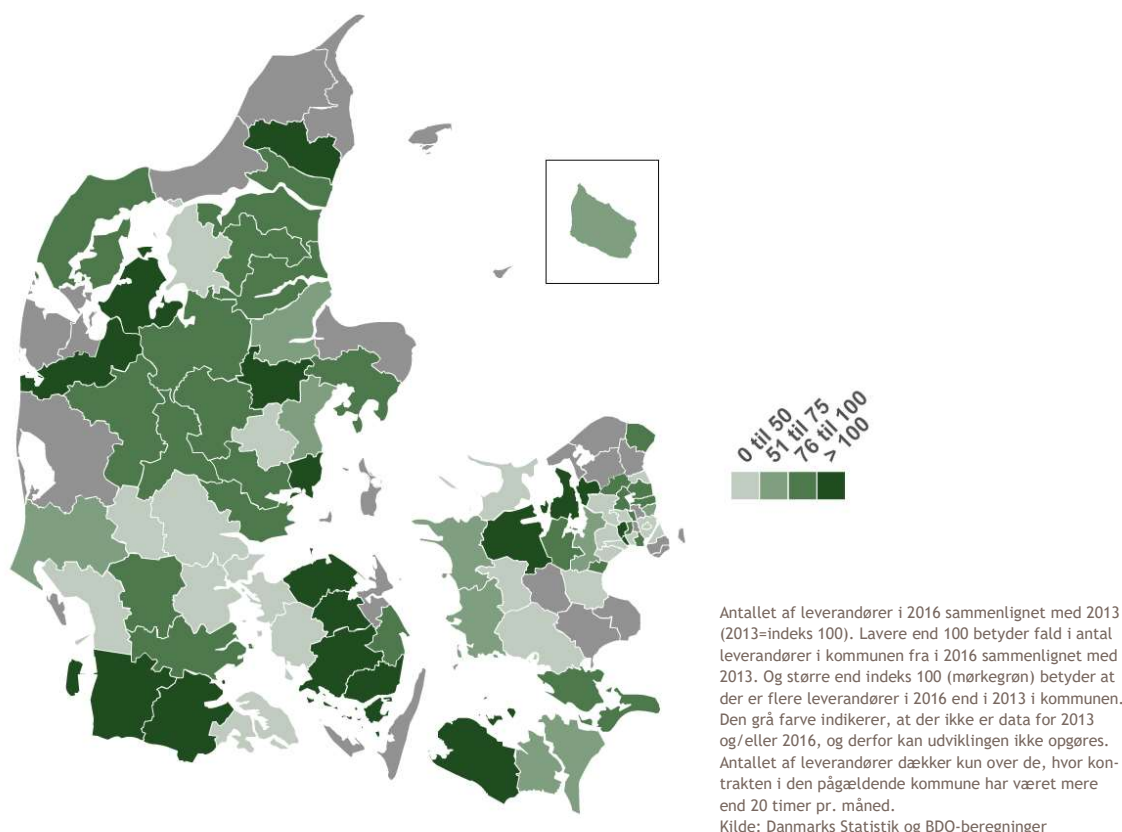 0 til 50
51 til 75
76 til 100
> 100
Antallet af leverandører i 2016 sammenlignet med 2013
(2013=indeks 100). Lavere end 100 betyder fald i antal
leverandører i kommunen fra i 2016 sammenlignet med
2013. Og større end indeks 100 (mørkegrøn) betyder at
der er flere leverandører i 2016 end i 2013 i kommunen.
Den grå farve indikerer, at der ikke er data for 2013
og/eller 2016, og derfor kan udviklingen ikke opgøres.
Antallet af leverandører dækker kun over de, hvor kon-
trakten i den pågældende kommune har været mere
end 20 timer pr. måned.
Kilde: Danmarks Statistik og BDO-beregninger